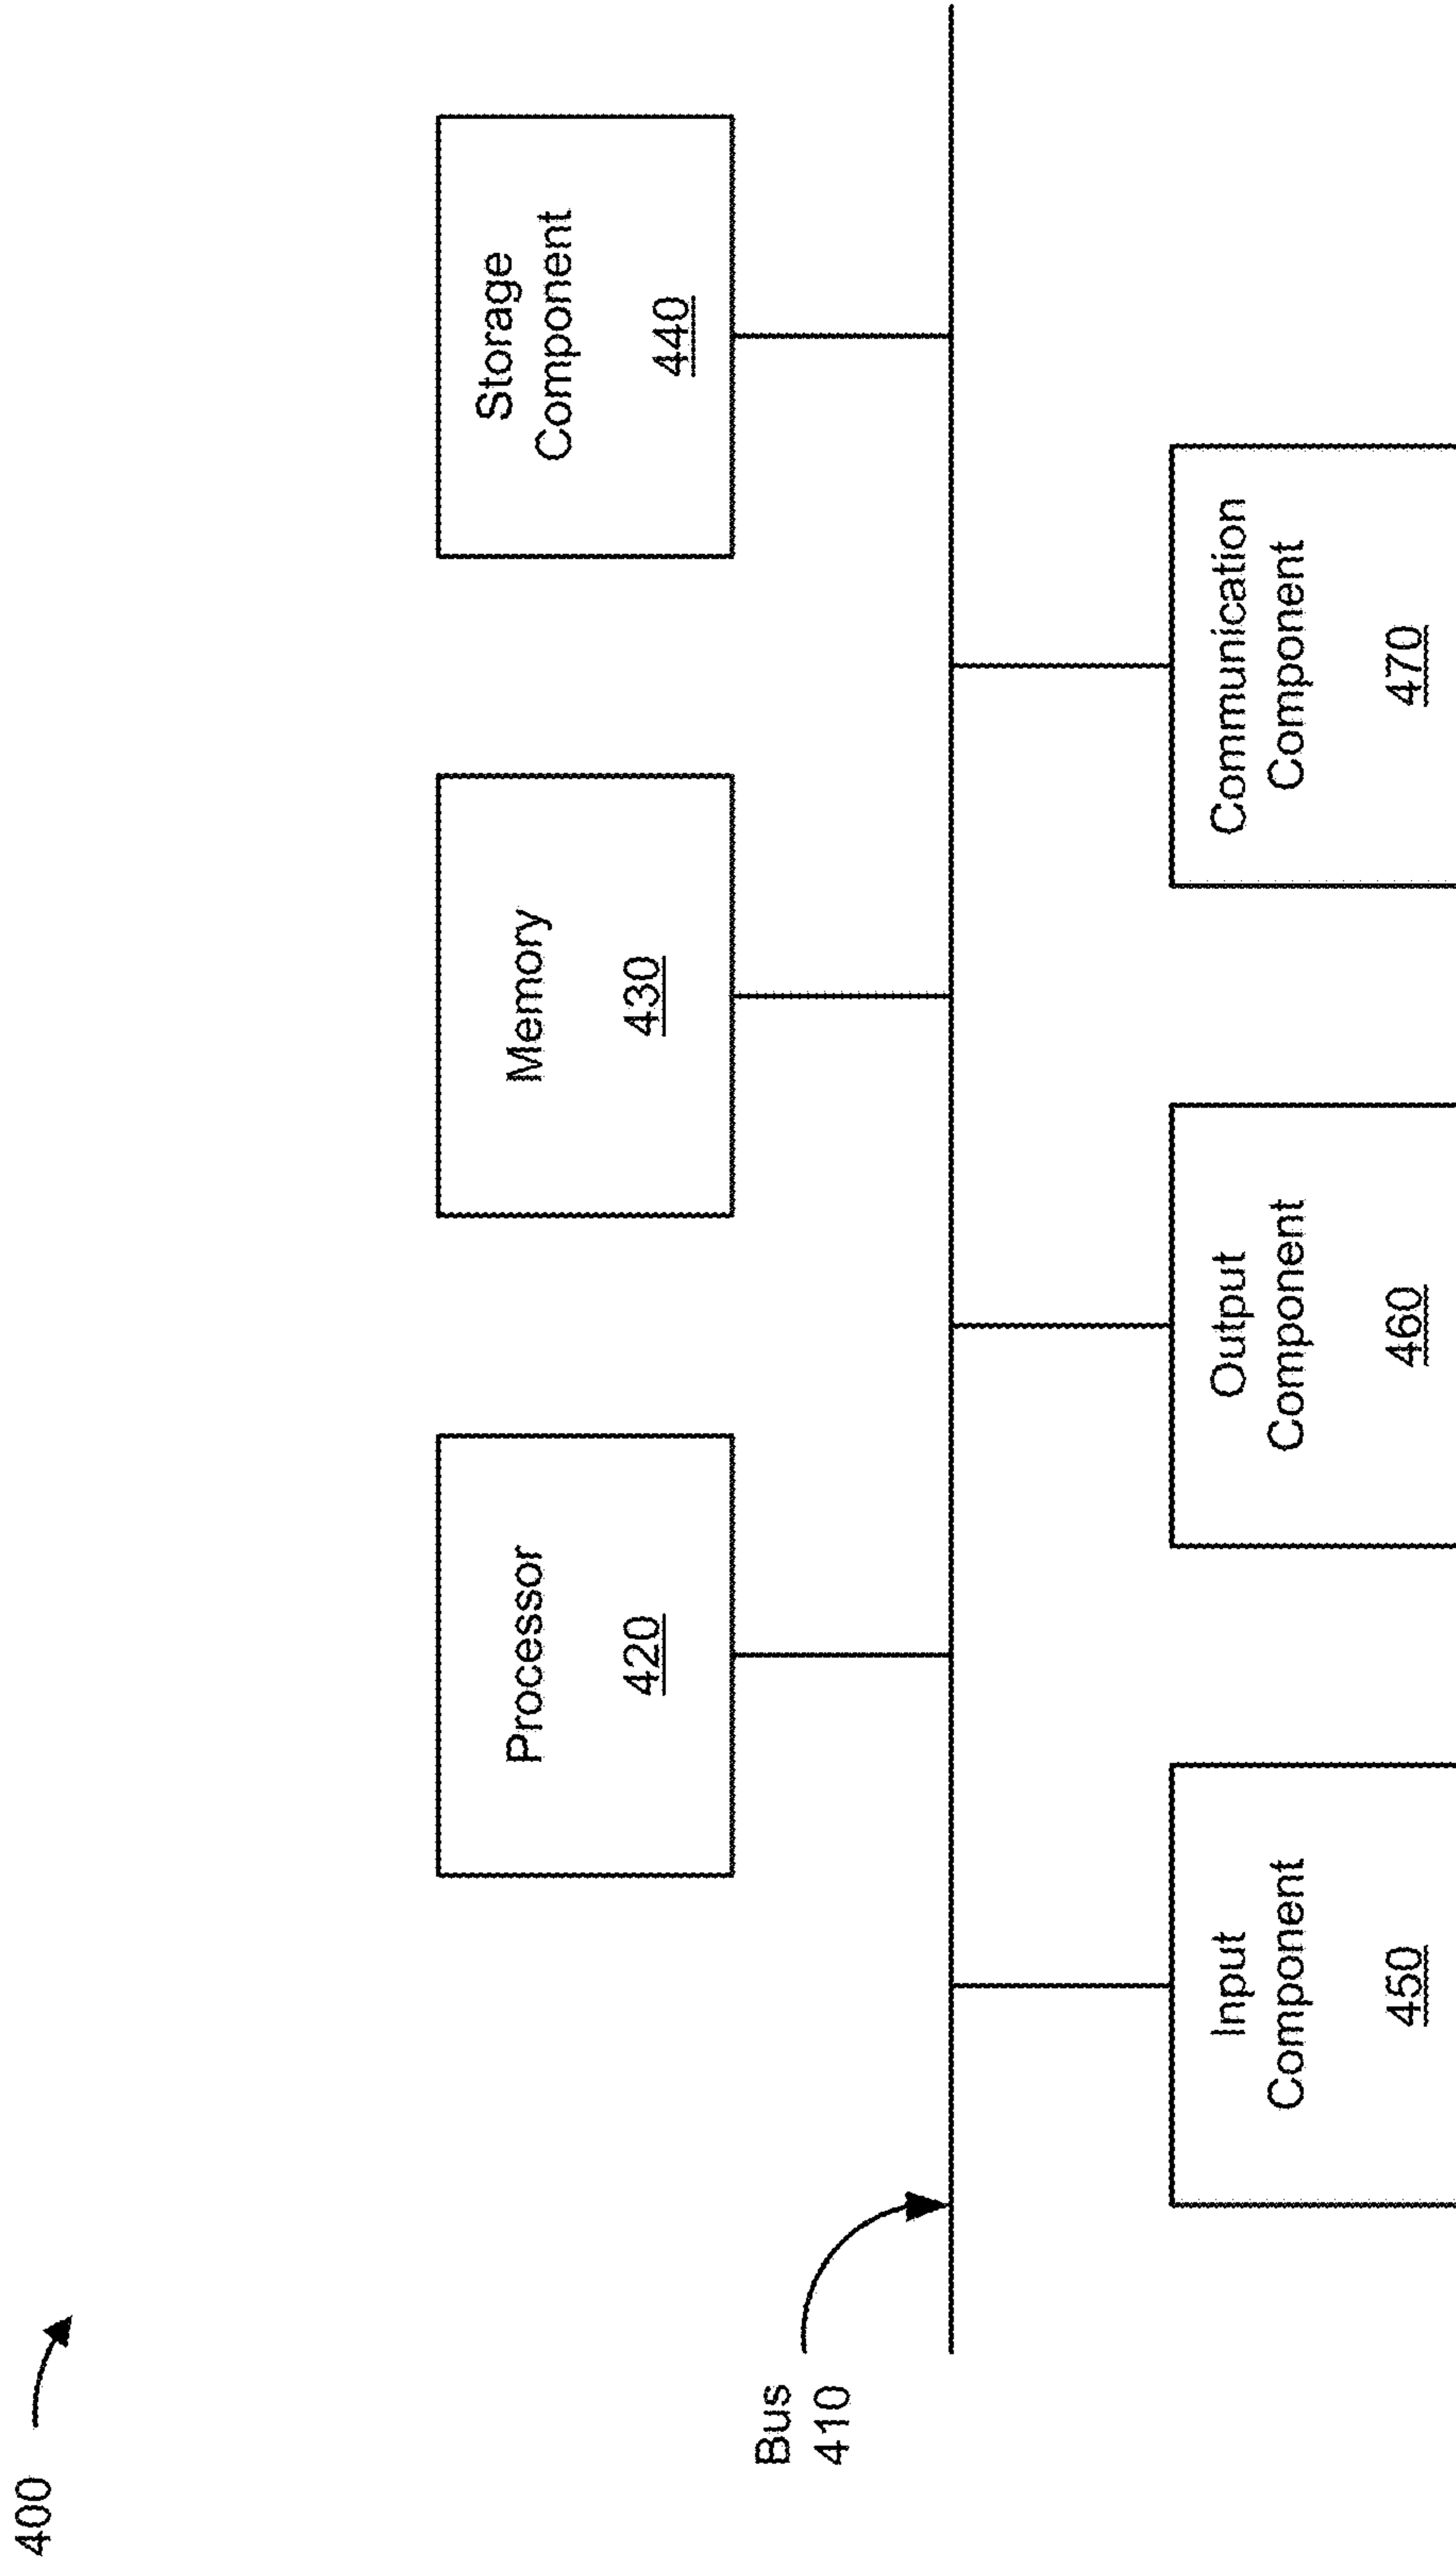 400
Processor
420
Memory
430
Storage
Component
440
Bus
410
Input
Component
450
Output
Component
460
Communication
Component
470